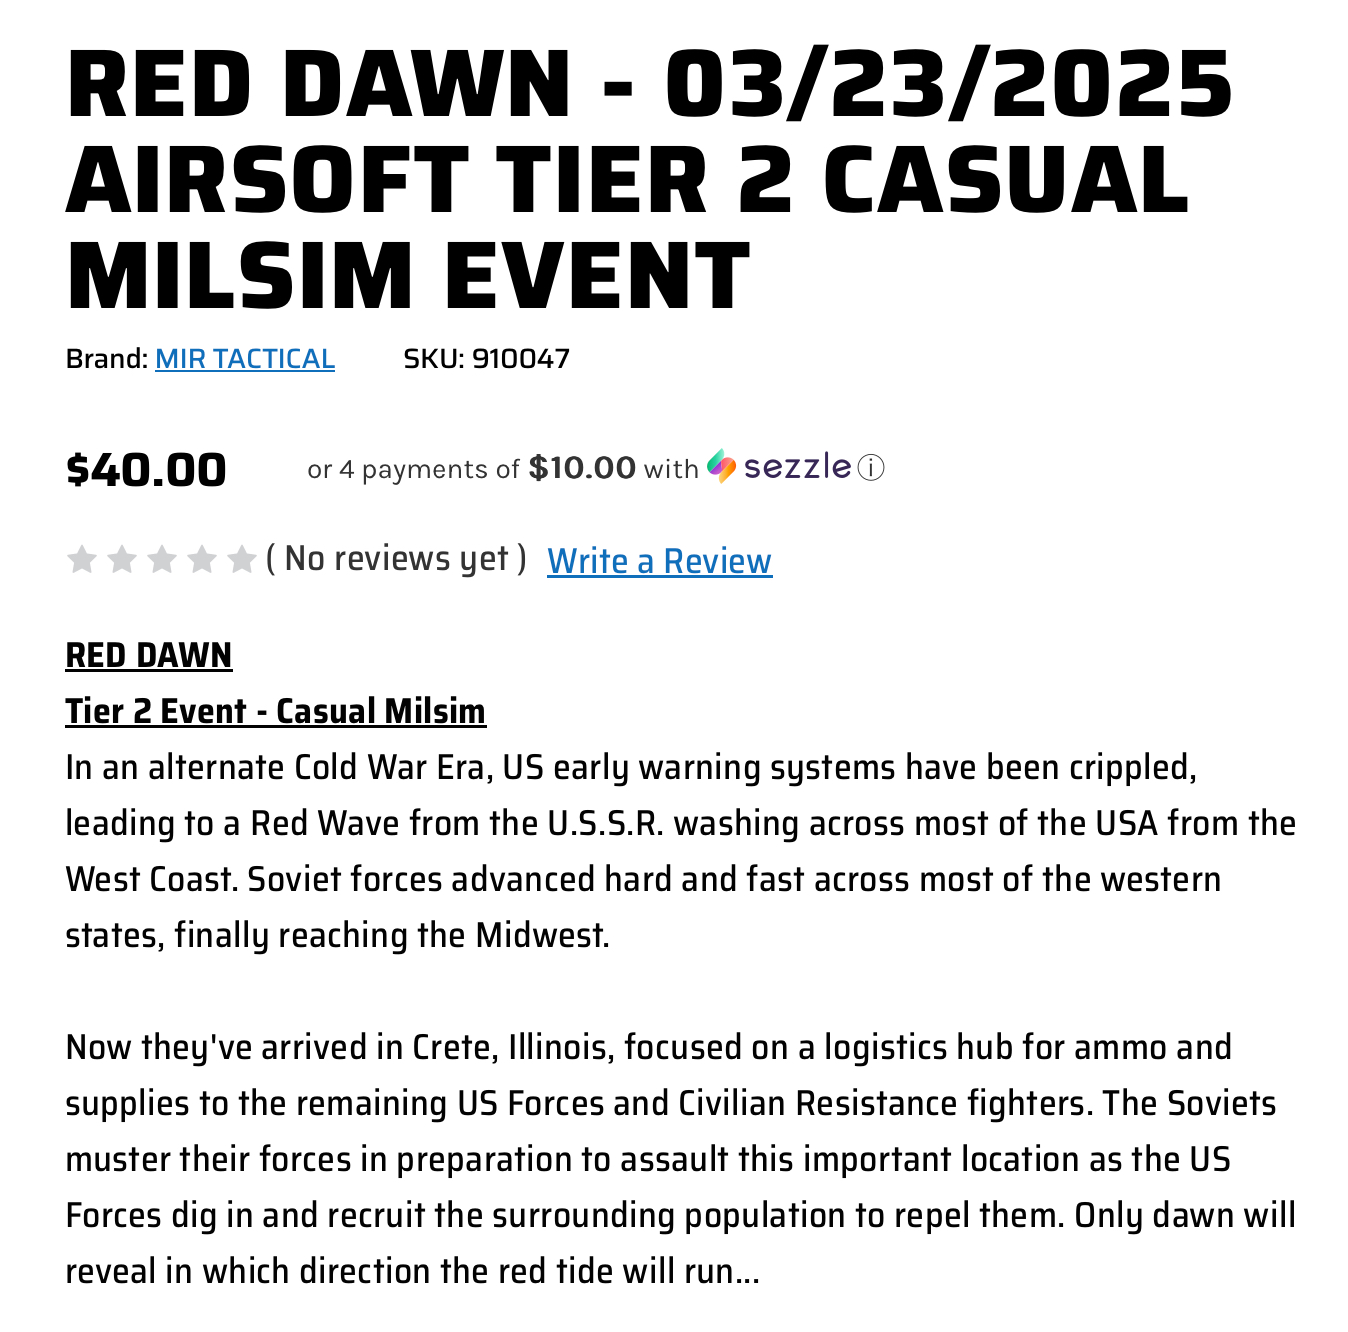 RED DAWN - 03/23/2025
AIRSOFT TIER 2 CASUAL
MILSIM EVENT
Brand: MIR TACTICAL SKU: 910047
$40.00 or 4 payments of $10.00 with sezzle ⓘ
( No reviews yet ) Write a Review
RED DAWN
Tier 2 Event - Casual Milsim
In an alternate Cold War Era, US early warning systems have been crippled,
leading to a Red Wave from the U.S.S.R. washing across most of the USA from the
West Coast. Soviet forces advanced hard and fast across most of the western
states, finally reaching the Midwest.
Now they've arrived in Crete, Illinois, focused on a logistics hub for ammo and
supplies to the remaining US Forces and Civilian Resistance fighters. The Soviets
muster their forces in preparation to assault this important location as the US
Forces dig in and recruit the surrounding population to repel them. Only dawn will
reveal in which direction the red tide will run...